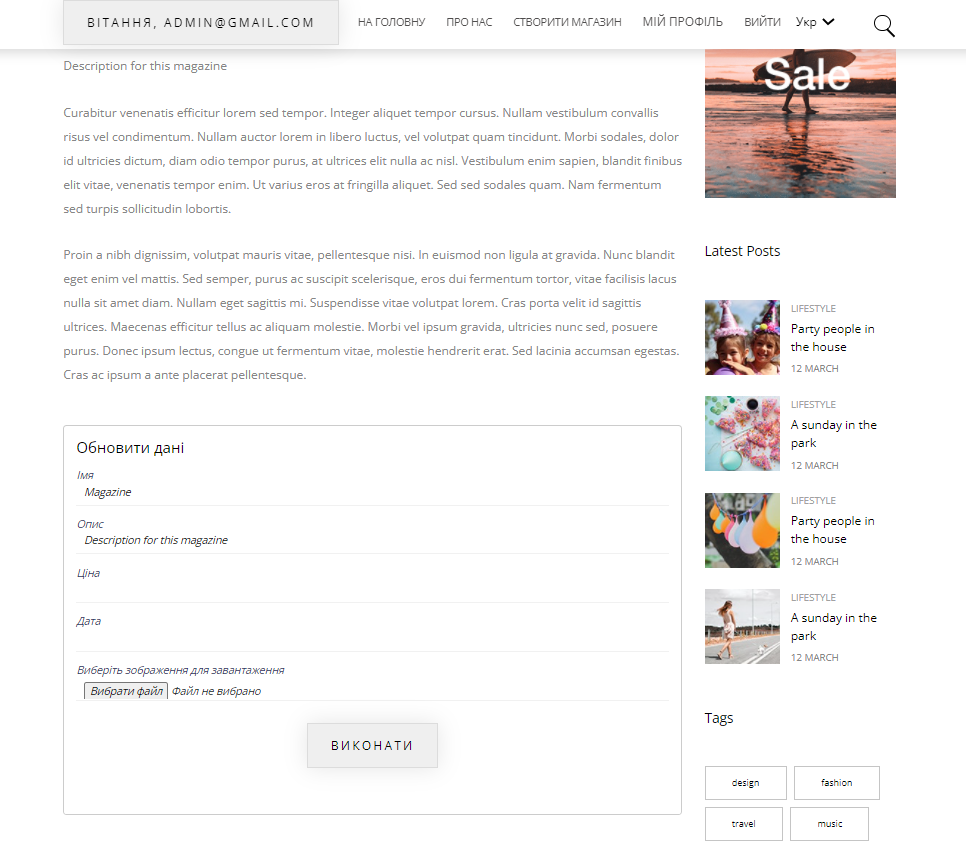 ВІТАННЯ, ADMIN@GMAIL.COM
НА ГОЛОВНУ
ПРО НАС
СТВОРИТИ МАГАЗИН
МІЙ ПРОФІЛЬ
ВИЙТИ
Укр
Description for this magazine
Curabitur venenatis efficitur lorem sed tempor. Integer aliquet tempor cursus. Nullam vestibulum convallis
risus vel condimentum. Nullam auctor lorem in libero luctus, vel volutpat quam tincidunt. Morbi sodales, dolor
id ultricies dictum, diam odio tempor purus, at ultrices elit nulla ac nisl. Vestibulum enim sapien, blandit finibus
elit vitae, venenatis tempor enim. Ut varius eros at fringilla aliquet. Sed sed sodales quam. Nam fermentum
sed turpis sollicitudin lobortis.
Proin a nibh dignissim, volutpat mauris vitae, pellentesque nisi. In euismod non ligula at gravida. Nunc blandit
eget enim vel mattis. Sed semper, purus ac suscipit scelerisque, eros dui fermentum tortor, vitae facilisis lacus
nulla sit amet diam. Nullam eget sagittis mi. Suspendisse vitae volutpat lorem. Cras porta velit id sagittis
ultrices. Maecenas efficitur tellus ac aliquam molestie. Morbi vel ipsum gravida, ultricies nunc sed, posuere
purus. Donec ipsum lectus, congue ut fermentum vitae, molestie hendrerit erat. Sed lacinia accumsan egestas.
Cras ac ipsum a ante placerat pellentesque.
Обновити дані
Імя
Magazine
Опис
Description for this magazine
Ціна
Дата
Виберіть зображення для завантаження
Вибрати файл Файл не вибрано
ВИКОНАТИ
Sale
Latest Posts
LIFESTYLE
Party people in
the house
12 MARCH
LIFESTYLE
A sunday in the
park
12 MARCH
LIFESTYLE
Party people in
the house
12 MARCH
LIFESTYLE
A sunday in the
park
12 MARCH
Tags
design
fashion
travel
music